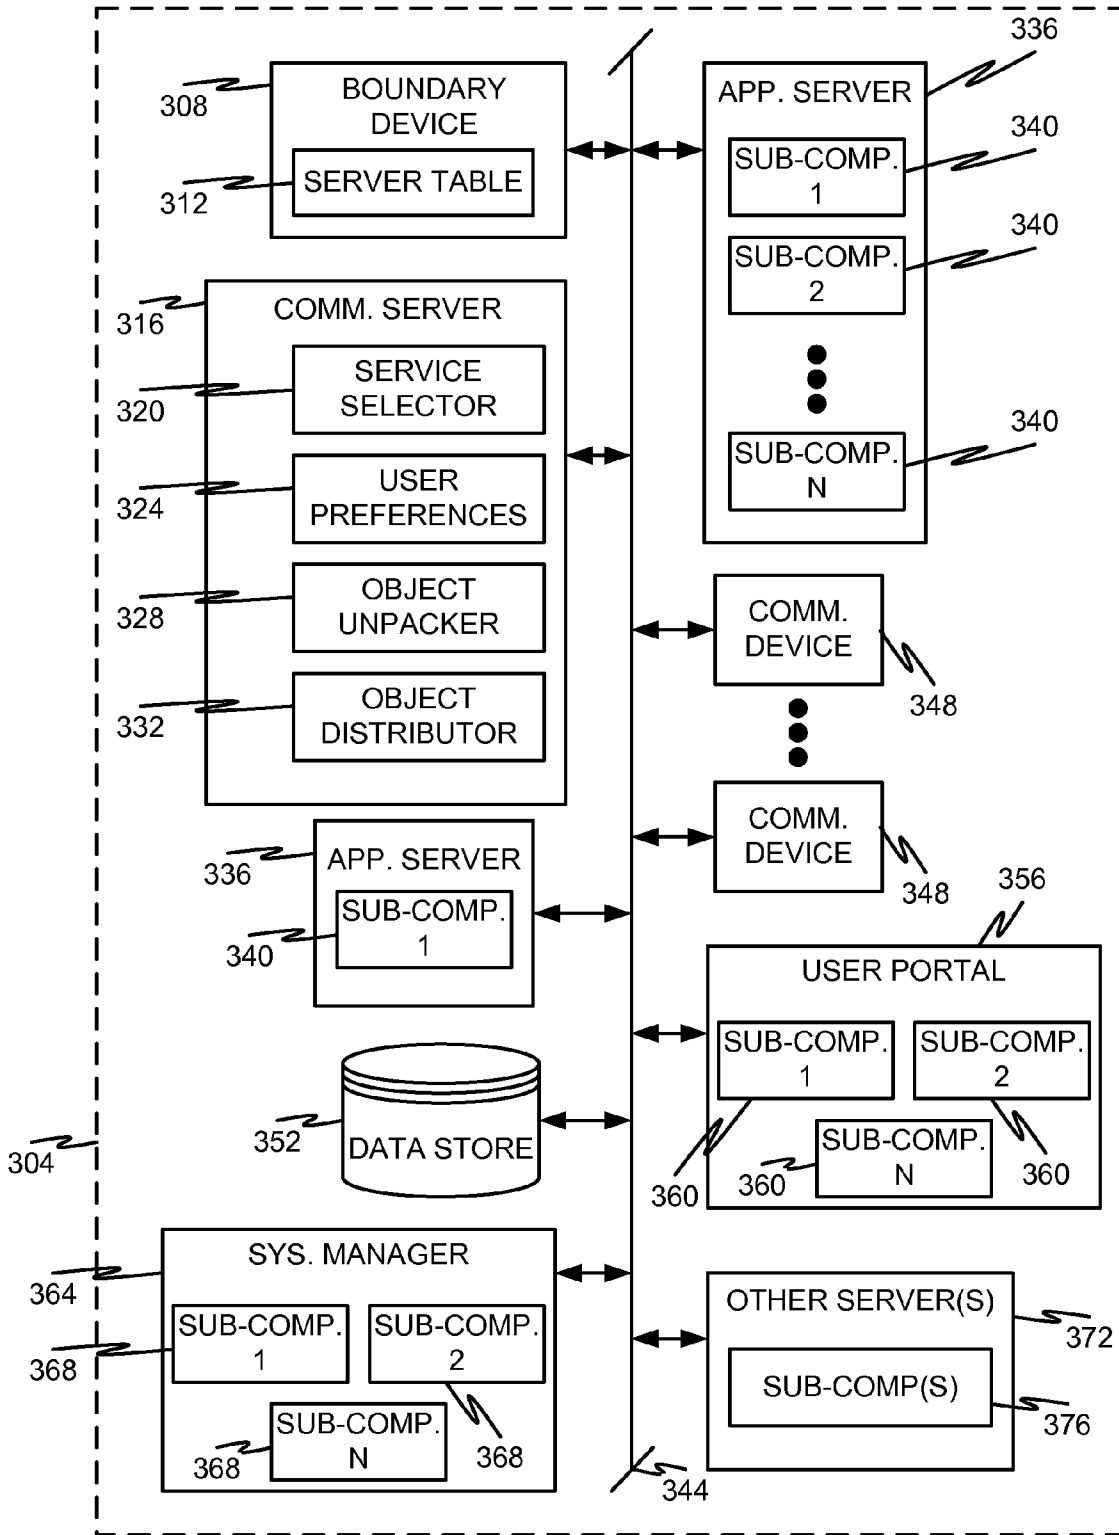 308
BOUNDARY
DEVICE
312
SERVER TABLE
316
COMM. SERVER
320
SERVICE
SELECTOR
324
USER
PREFERENCES
328
OBJECT
UNPACKER
332
OBJECT
DISTRIBUTOR
336
APP. SERVER
340
SUB-COMP.
1
352
DATA STORE
304
364
SYS. MANAGER
368
SUB-COMP.
1
SUB-COMP.
2
368
SUB-COMP.
N
368
344
336
APP. SERVER
340
SUB-COMP.
1
340
SUB-COMP.
2
340
SUB-COMP.
N
COMM.
DEVICE
348
COMM.
DEVICE
348
356
USER PORTAL
SUB-COMP.
1
SUB-COMP.
2
360
360
SUB-COMP.
N
360
OTHER SERVER(S)
372
SUB-COMP(S)
376